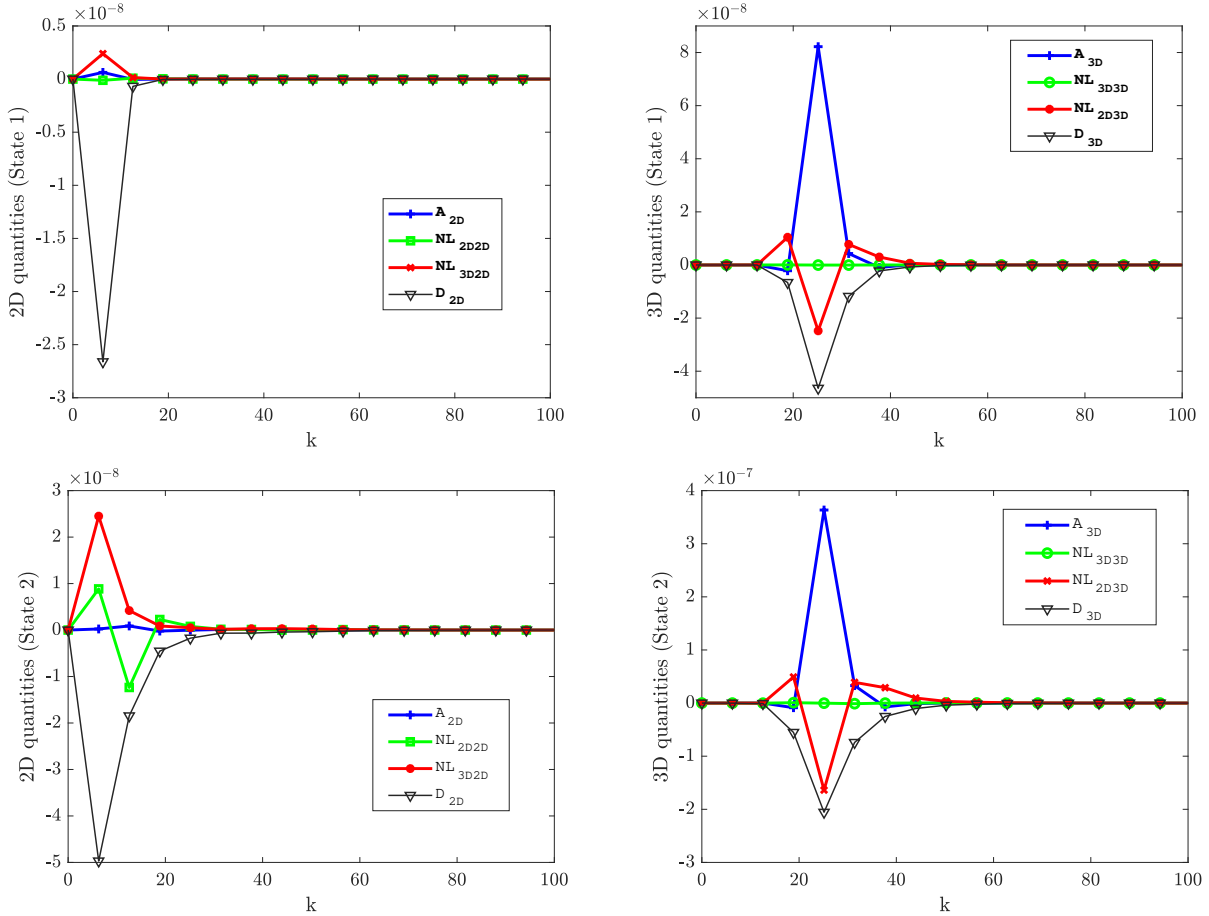 ×10⁻⁸
0.5
0
-0.5
-1
-1.5
-2
-2.5
-3
0 20 40 60 80 100
k
2D quantities (State 1)
A 2D
NL 2D2D
NL 3D2D
D 2D
×10⁻⁸
8
6
4
2
0
-2
-4
0 20 40 60 80 100
k
3D quantities (State 1)
A 3D
NL 3D3D
NL 2D3D
D 3D
×10⁻⁸
3
2
1
0
-1
-2
-3
-4
-5
0 20 40 60 80 100
k
2D quantities (State 2)
A 2D
NL 2D2D
NL 3D2D
D 2D
×10⁻⁷
4
3
2
1
0
-1
-2
-3
0 20 40 60 80 100
k
3D quantities (State 2)
A 3D
NL 3D3D
NL 2D3D
D 3D